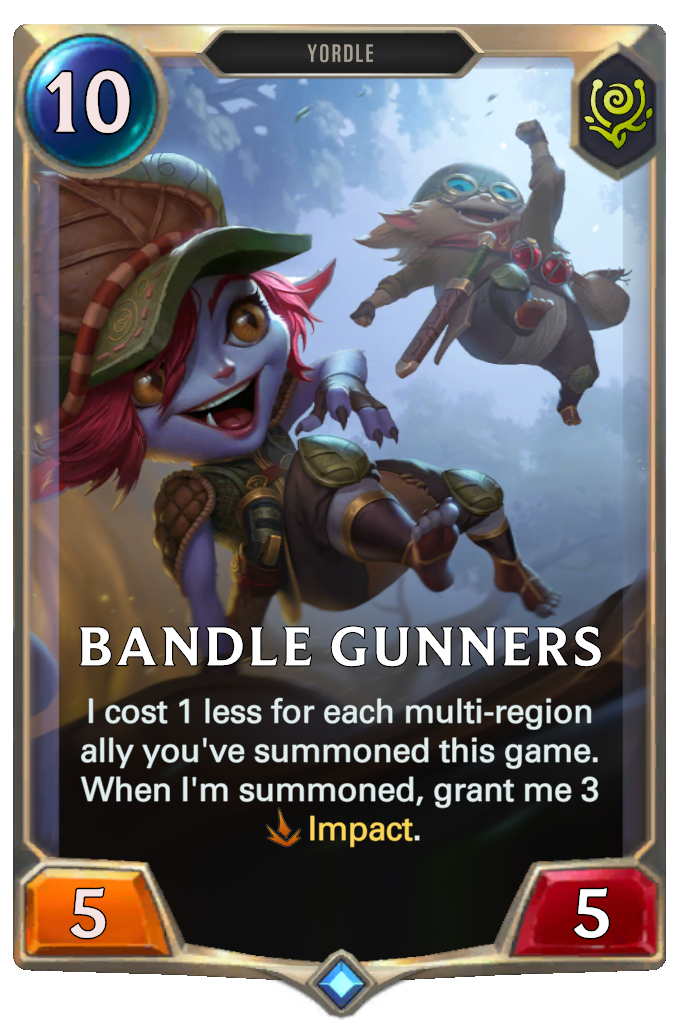 YORDLE
10
BANDLE GUNNERS
I cost 1 less for each multi-region
ally you've summoned this game.
When I'm summoned, grant me 3
Impact.
5
5